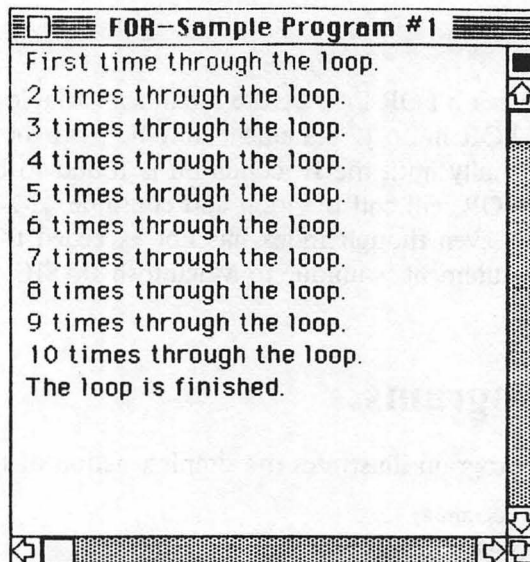 FOR—Sample Program #1
First time through the loop.
2 times through the loop.
3 times through the loop.
4 times through the loop.
5 times through the loop.
6 times through the loop.
7 times through the loop.
8 times through the loop.
9 times through the loop.
10 times through the loop.
The loop is finished.